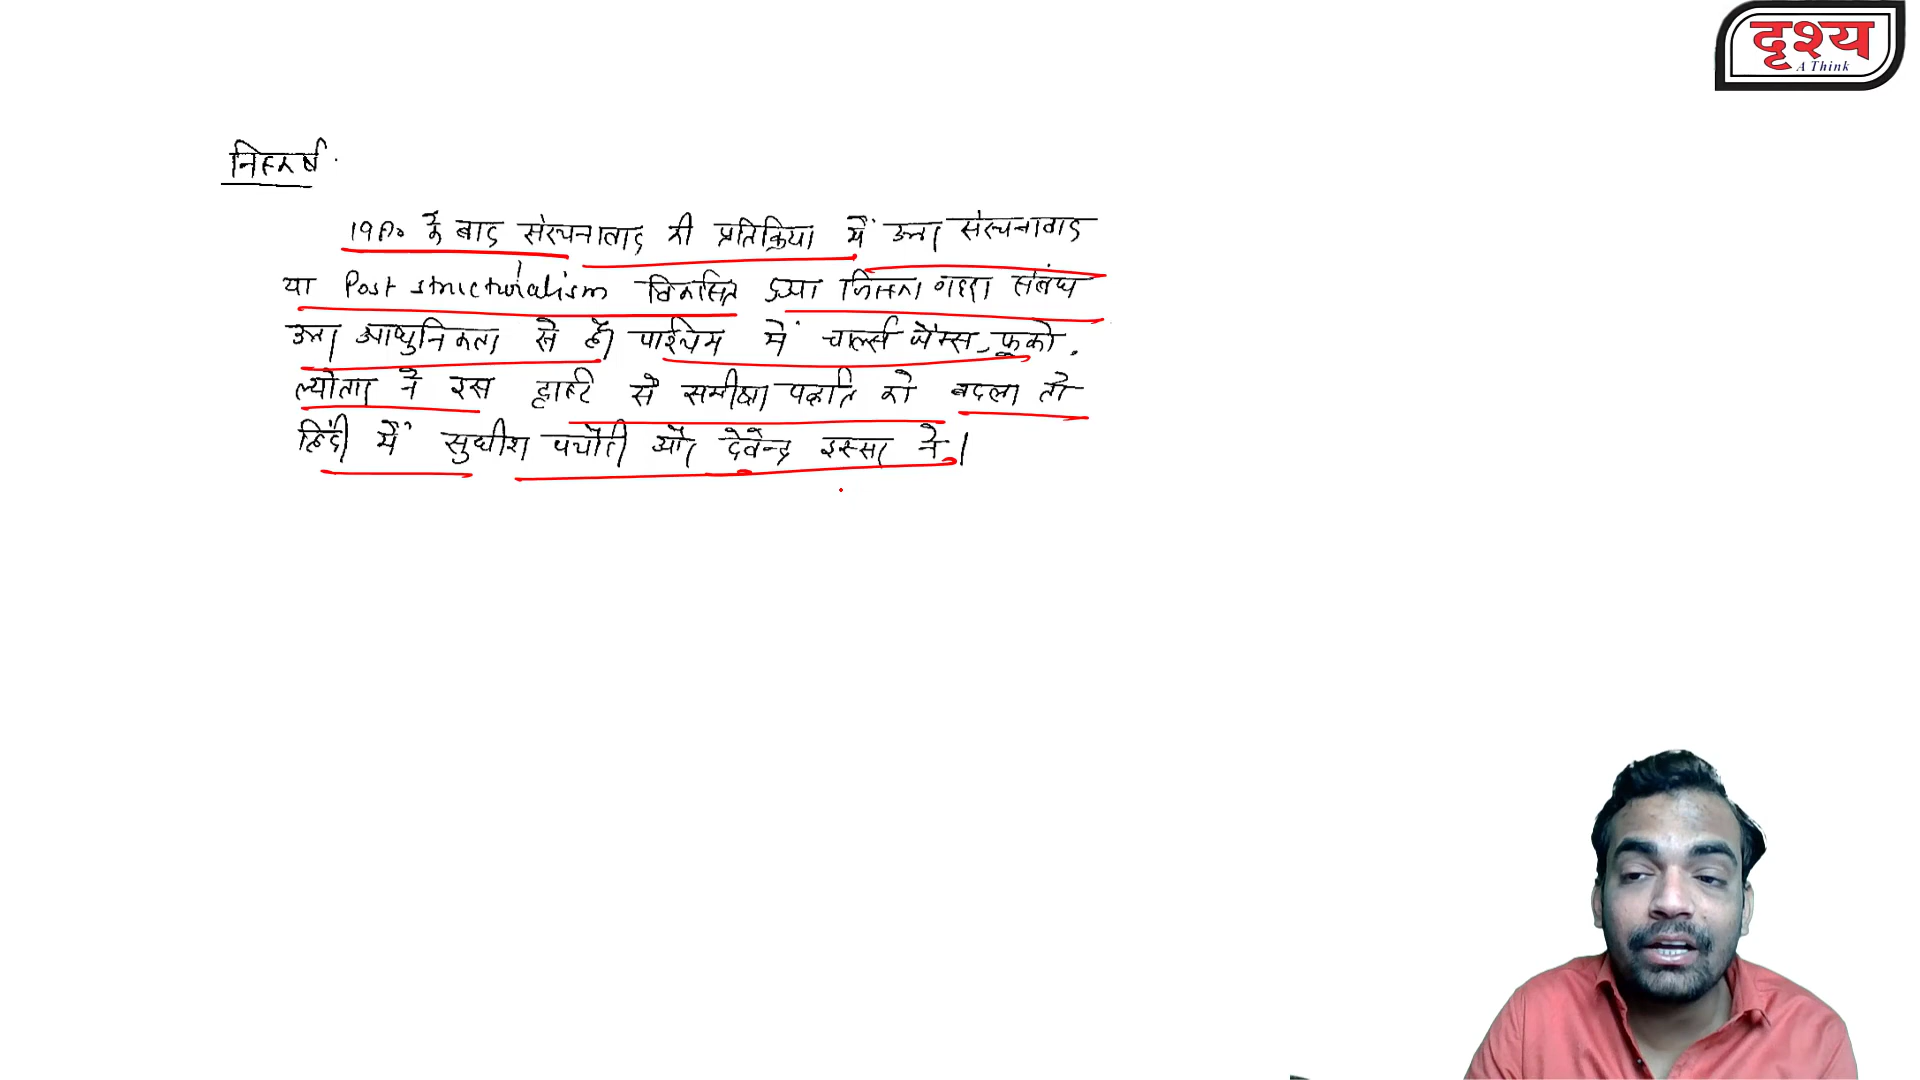 दृश्य
A Think
निष्कर्ष
के बाद संरचनावाद की प्रतिक्रिया में उत्तर संरचनावाद
या Post structuralism विकसित हुआ जिसका गहरा संबंध
उत्तर आधुनिकता से है। पश्चिम में चार्ल्स जैम्स, फूको,
ल्योतार ने इस दृष्टि से समीक्षा पद्धति को बदला तो
हिंदी में सुधीश पचौरी और देवेन्द्र इस्सर ने।